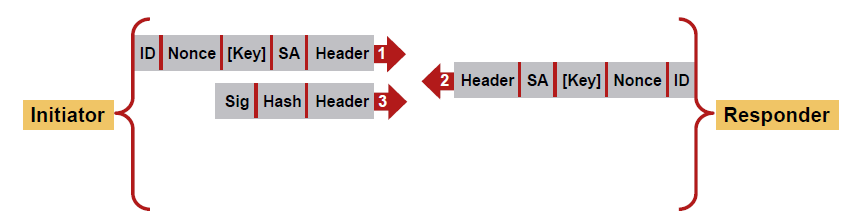 ID Nonce [Key] SA Header 1
2 Header SA [Key] Nonce ID
Sig Hash Header 3
Initiator
Responder